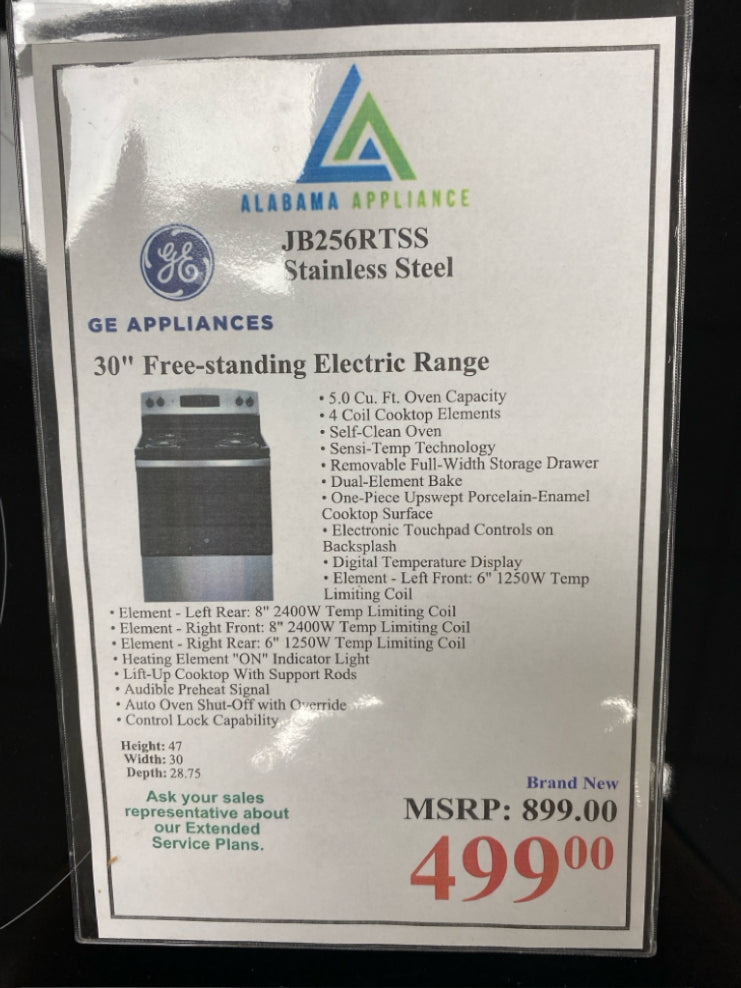 ALABAMA APPLIANCE
GE
JB256RTSS
Stainless Steel
GE APPLIANCES
30" Free-standing Electric Range
• 5.0 Cu. Ft. Oven Capacity
• 4 Coil Cooktop Elements
• Self-Clean Oven
• Sensi-Temp Technology
• Removable Full-Width Storage Drawer
• Dual-Element Bake
• One-Piece Upswept Porcelain-Enamel
Cooktop Surface
• Electronic Touchpad Controls on
Backsplash
• Digital Temperature Display
• Element - Left Front: 6" 1250W Temp
Limiting Coil
• Element - Left Rear: 8" 2400W Temp Limiting Coil
• Element - Right Front: 8" 2400W Temp Limiting Coil
• Element - Right Rear: 6" 1250W Temp Limiting Coil
• Heating Element "ON" Indicator Light
• Lift-Up Cooktop With Support Rods
• Audible Preheat Signal
• Auto Oven Shut-Off with Override
• Control Lock Capability
Height: 47
Width: 30
Depth: 28.75
Ask your sales
representative about
our Extended
Service Plans.
Brand New
MSRP: 899.00
499 00